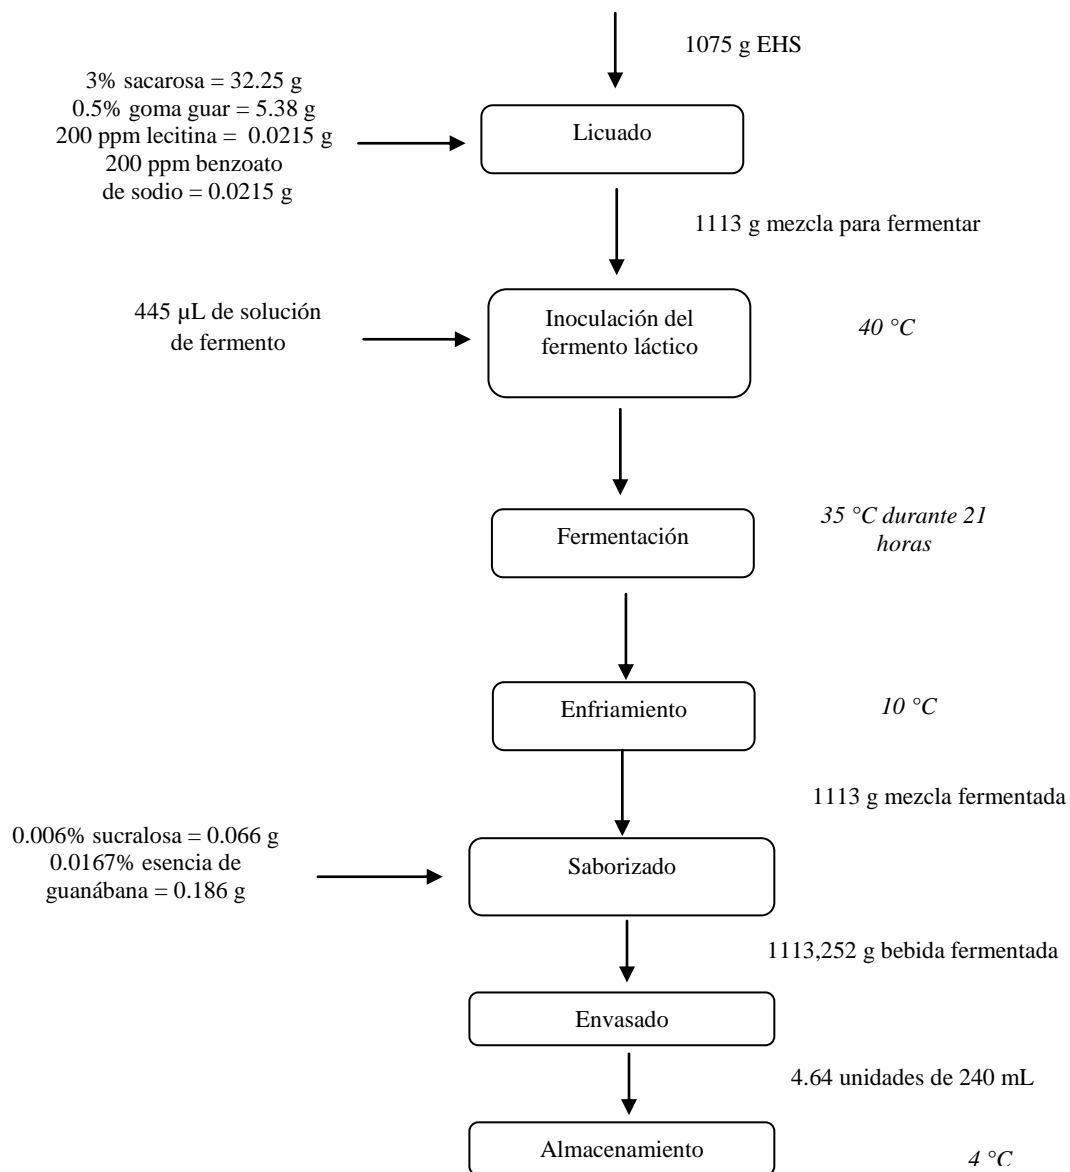 1075 g EHS
3% sacarosa = 32.25 g
0.5% goma guar = 5.38 g
200 ppm lecitina =  0.0215 g
200 ppm benzoato
de sodio = 0.0215 g
Licuado
1113 g mezcla para fermentar
445 µL de solución
de fermento
Inoculación del
fermento láctico
40 °C
Fermentación
35 °C durante 21
horas
Enfriamiento
10 °C
1113 g mezcla fermentada
0.006% sucralosa = 0.066 g
0.0167% esencia de
guanábana = 0.186 g
Saborizado
1113,252 g bebida fermentada
Envasado
4.64 unidades de 240 mL
Almacenamiento
4 °C